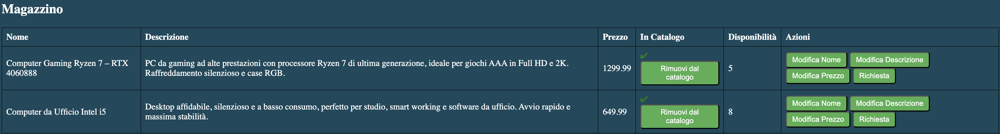 Magazzino
Nome Descrizione Prezzo In Catalogo Disponibilità Azioni
Computer Gaming Ryzen 7 – RTX
4060888
PC da gaming ad alte prestazioni con processore Ryzen 7 di ultima generazione, ideale per giochi AAA in Full HD e 2K.
Raffreddamento silenzioso e case RGB.
1299.99
✔
Rimuovi dal
catalogo
5
Modifica Nome Modifica Descrizione
Modifica Prezzo Richiesta
Computer da Ufficio Intel i5
Desktop affidabile, silenzioso e a basso consumo, perfetto per studio, smart working e software da ufficio. Avvio rapido e
massima stabilità.
649.99
✔
Rimuovi dal
catalogo
8
Modifica Nome Modifica Descrizione
Modifica Prezzo Richiesta